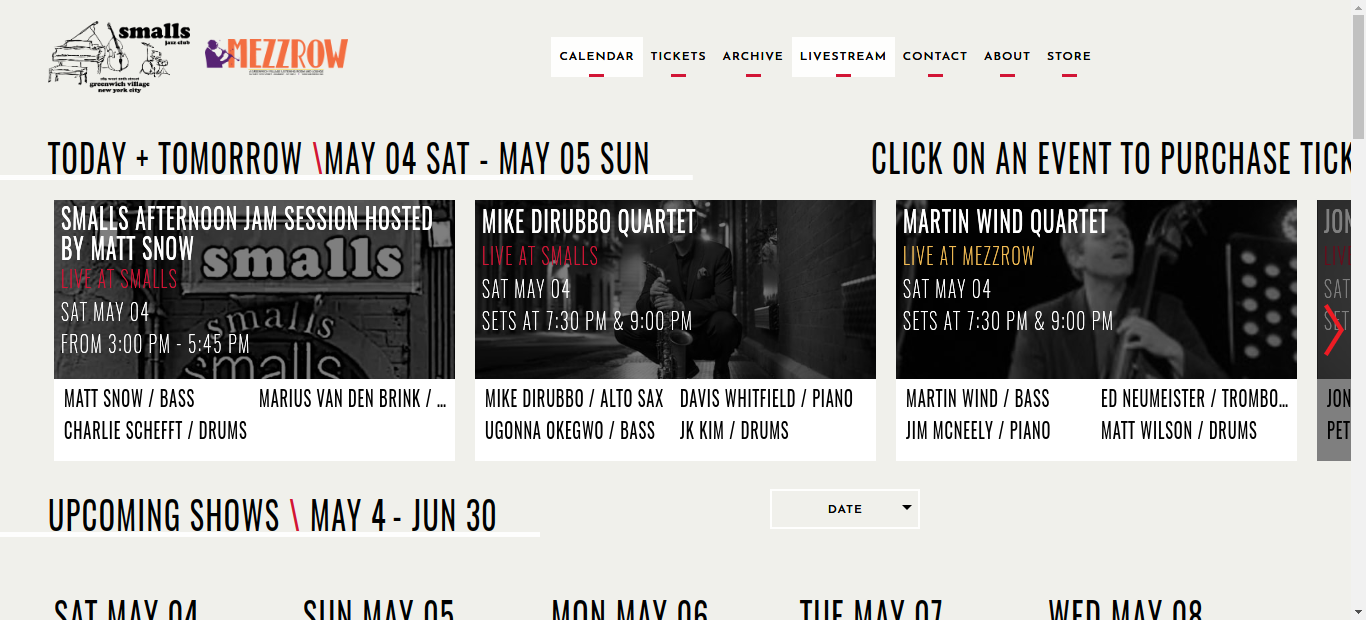 smalls
jazz club
183 west 10th street
greenwich village
new york city
MEZZROW
CALENDAR
TICKETS
ARCHIVE
LIVESTREAM
CONTACT
ABOUT
STORE
TODAY + TOMORROW \MAY 04 SAT - MAY 05 SUN
CLICK ON AN EVENT TO PURCHASE TICK
SMALLS AFTERNOON JAM SESSION HOSTED
BY MATT SNOW
LIVE AT SMALLS
SAT MAY 04
FROM 3:00 PM - 5:45 PM
smalls
smalls
smalls
MATT SNOW / BASS
MARIUS VAN DEN BRINK / ...
CHARLIE SCHEFFT / DRUMS
MIKE DIRUBBO QUARTET
LIVE AT SMALLS
SAT MAY 04
SETS AT 7:30 PM & 9:00 PM
MIKE DIRUBBO / ALTO SAX
DAVIS WHITFIELD / PIANO
UGONNA OKEGWO / BASS
JK KIM / DRUMS
MARTIN WIND QUARTET
LIVE AT MEZZROW
SAT MAY 04
SETS AT 7:30 PM & 9:00 PM
MARTIN WIND / BASS
ED NEUMEISTER / TROMBO...
JIM MCNEELY / PIANO
MATT WILSON / DRUMS
JON
LIVE
SAT
SET
JON
PET
UPCOMING SHOWS \ MAY 4 - JUN 30
DATE
SAT MAY 04
SUN MAY 05
MON MAY 06
TUE MAY 07
WED MAY 08